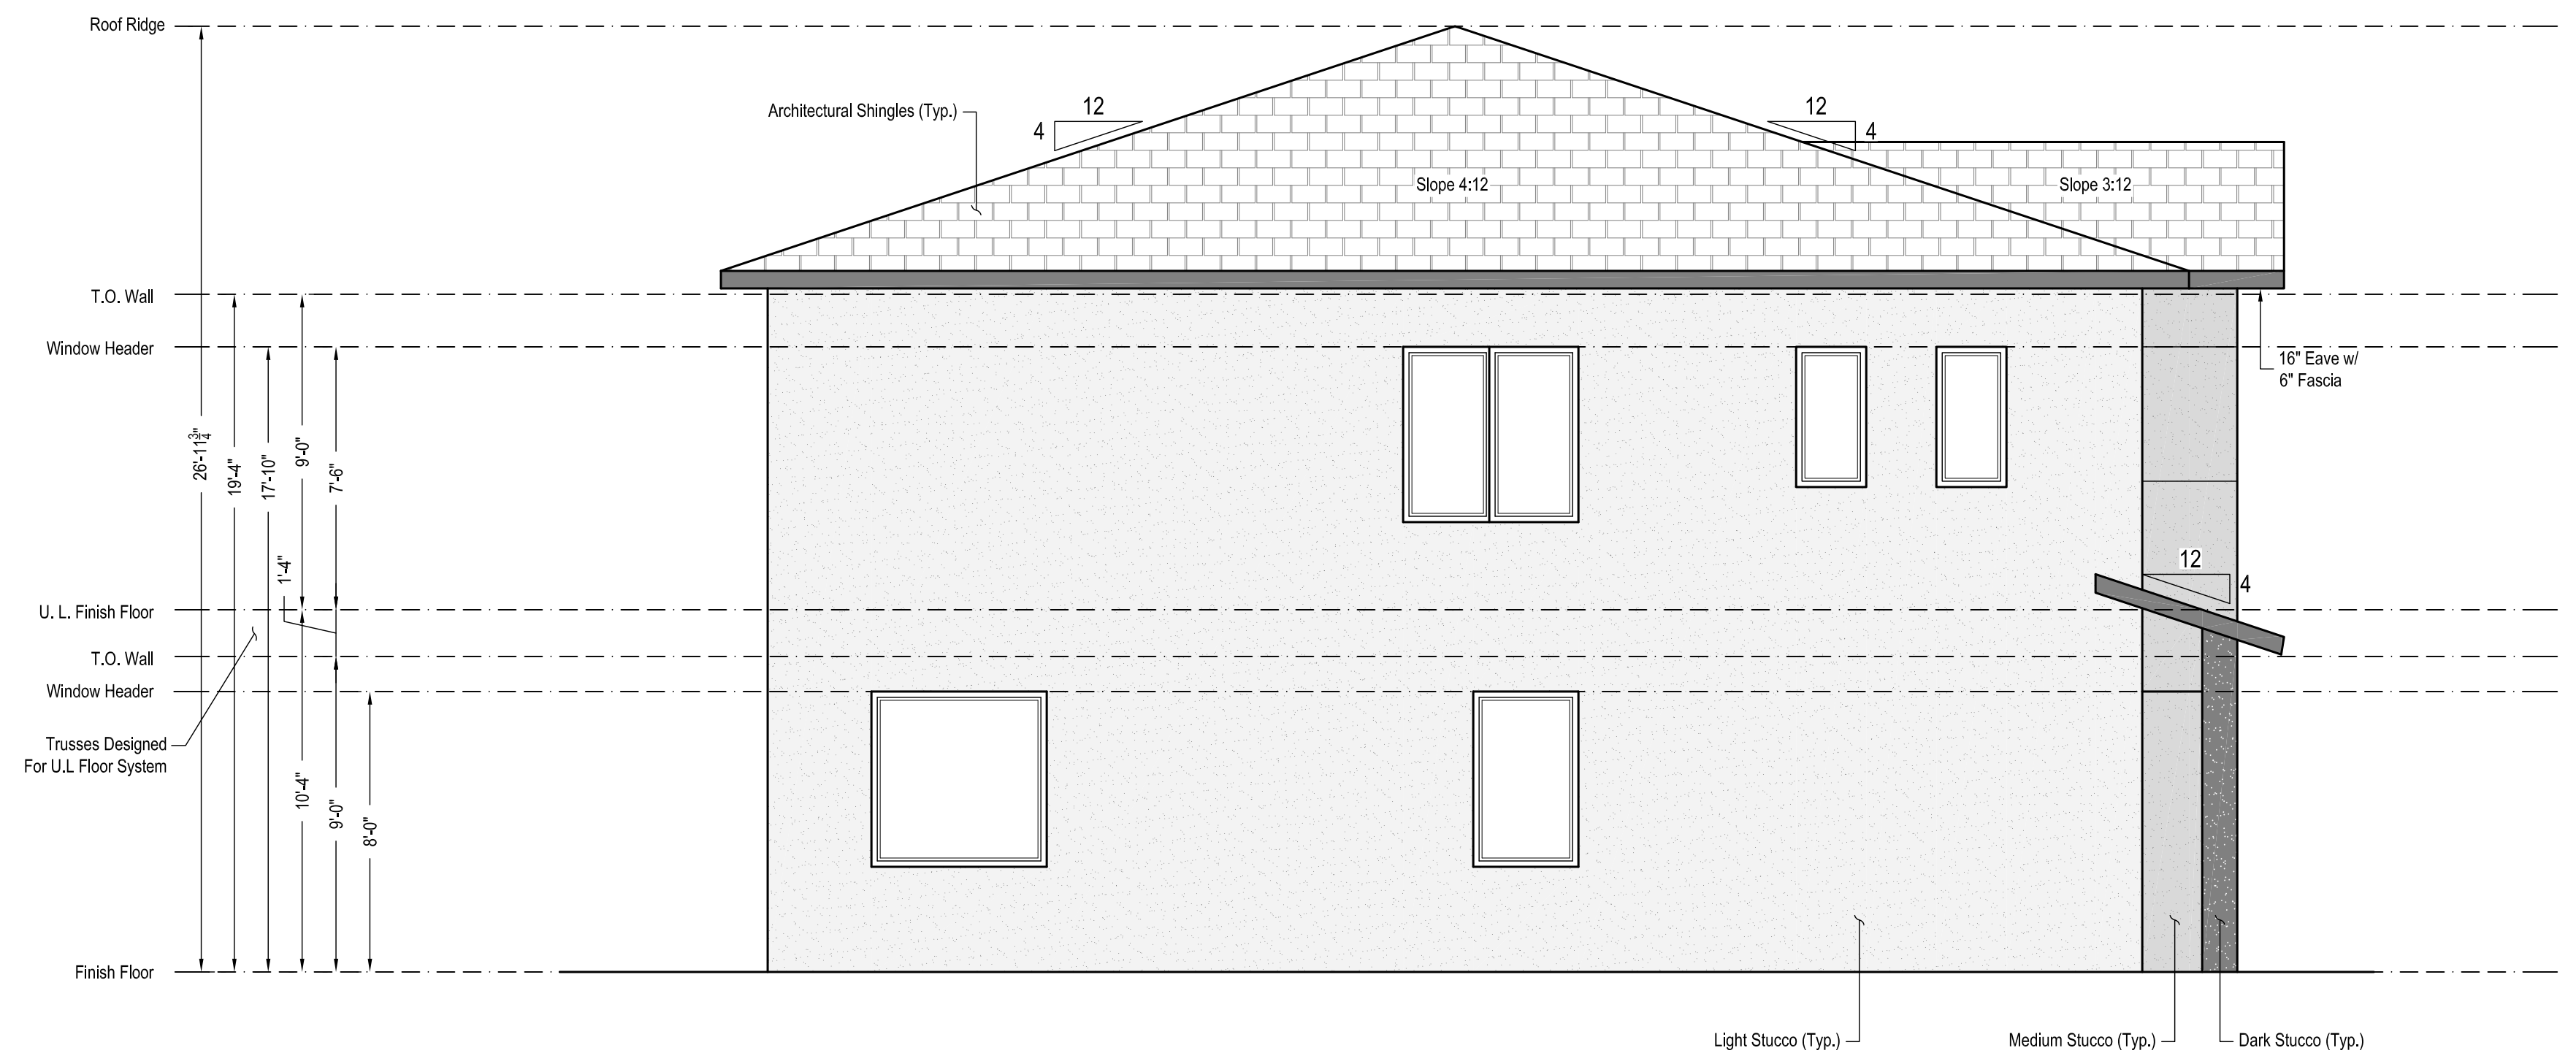 Roof Ridge
12
12
Architectural Shingles (Typ.)
4
4
Slope 4:12
Slope 3:12
T.O. Wall
Window Header
16" Eave w/
6" Fascia
26'-11 3/4"
19'-4"
17'-10"
9'-0"
7'-6"
1'-4"
12
4
U. L. Finish Floor
T.O. Wall
Window Header
Trusses Designed
For U.L Floor System
10'-4"
9'-0"
8'-0"
Finish Floor
Light Stucco (Typ.)
Medium Stucco (Typ.)
Dark Stucco (Typ.)